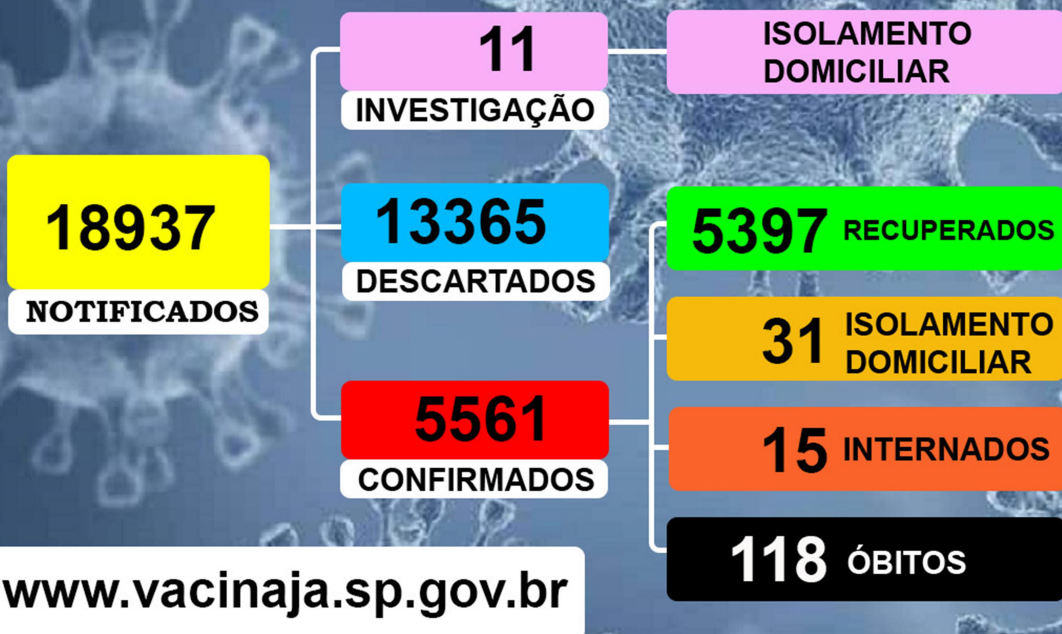 11
INVESTIGAÇÃO
ISOLAMENTO
DOMICILIAR
18937
NOTIFICADOS
13365
DESCARTADOS
5561
CONFIRMADOS
5397 RECUPERADOS
31 ISOLAMENTO
DOMICILIAR
15 INTERNADOS
118 ÓBITOS
www.vacinaja.sp.gov.br